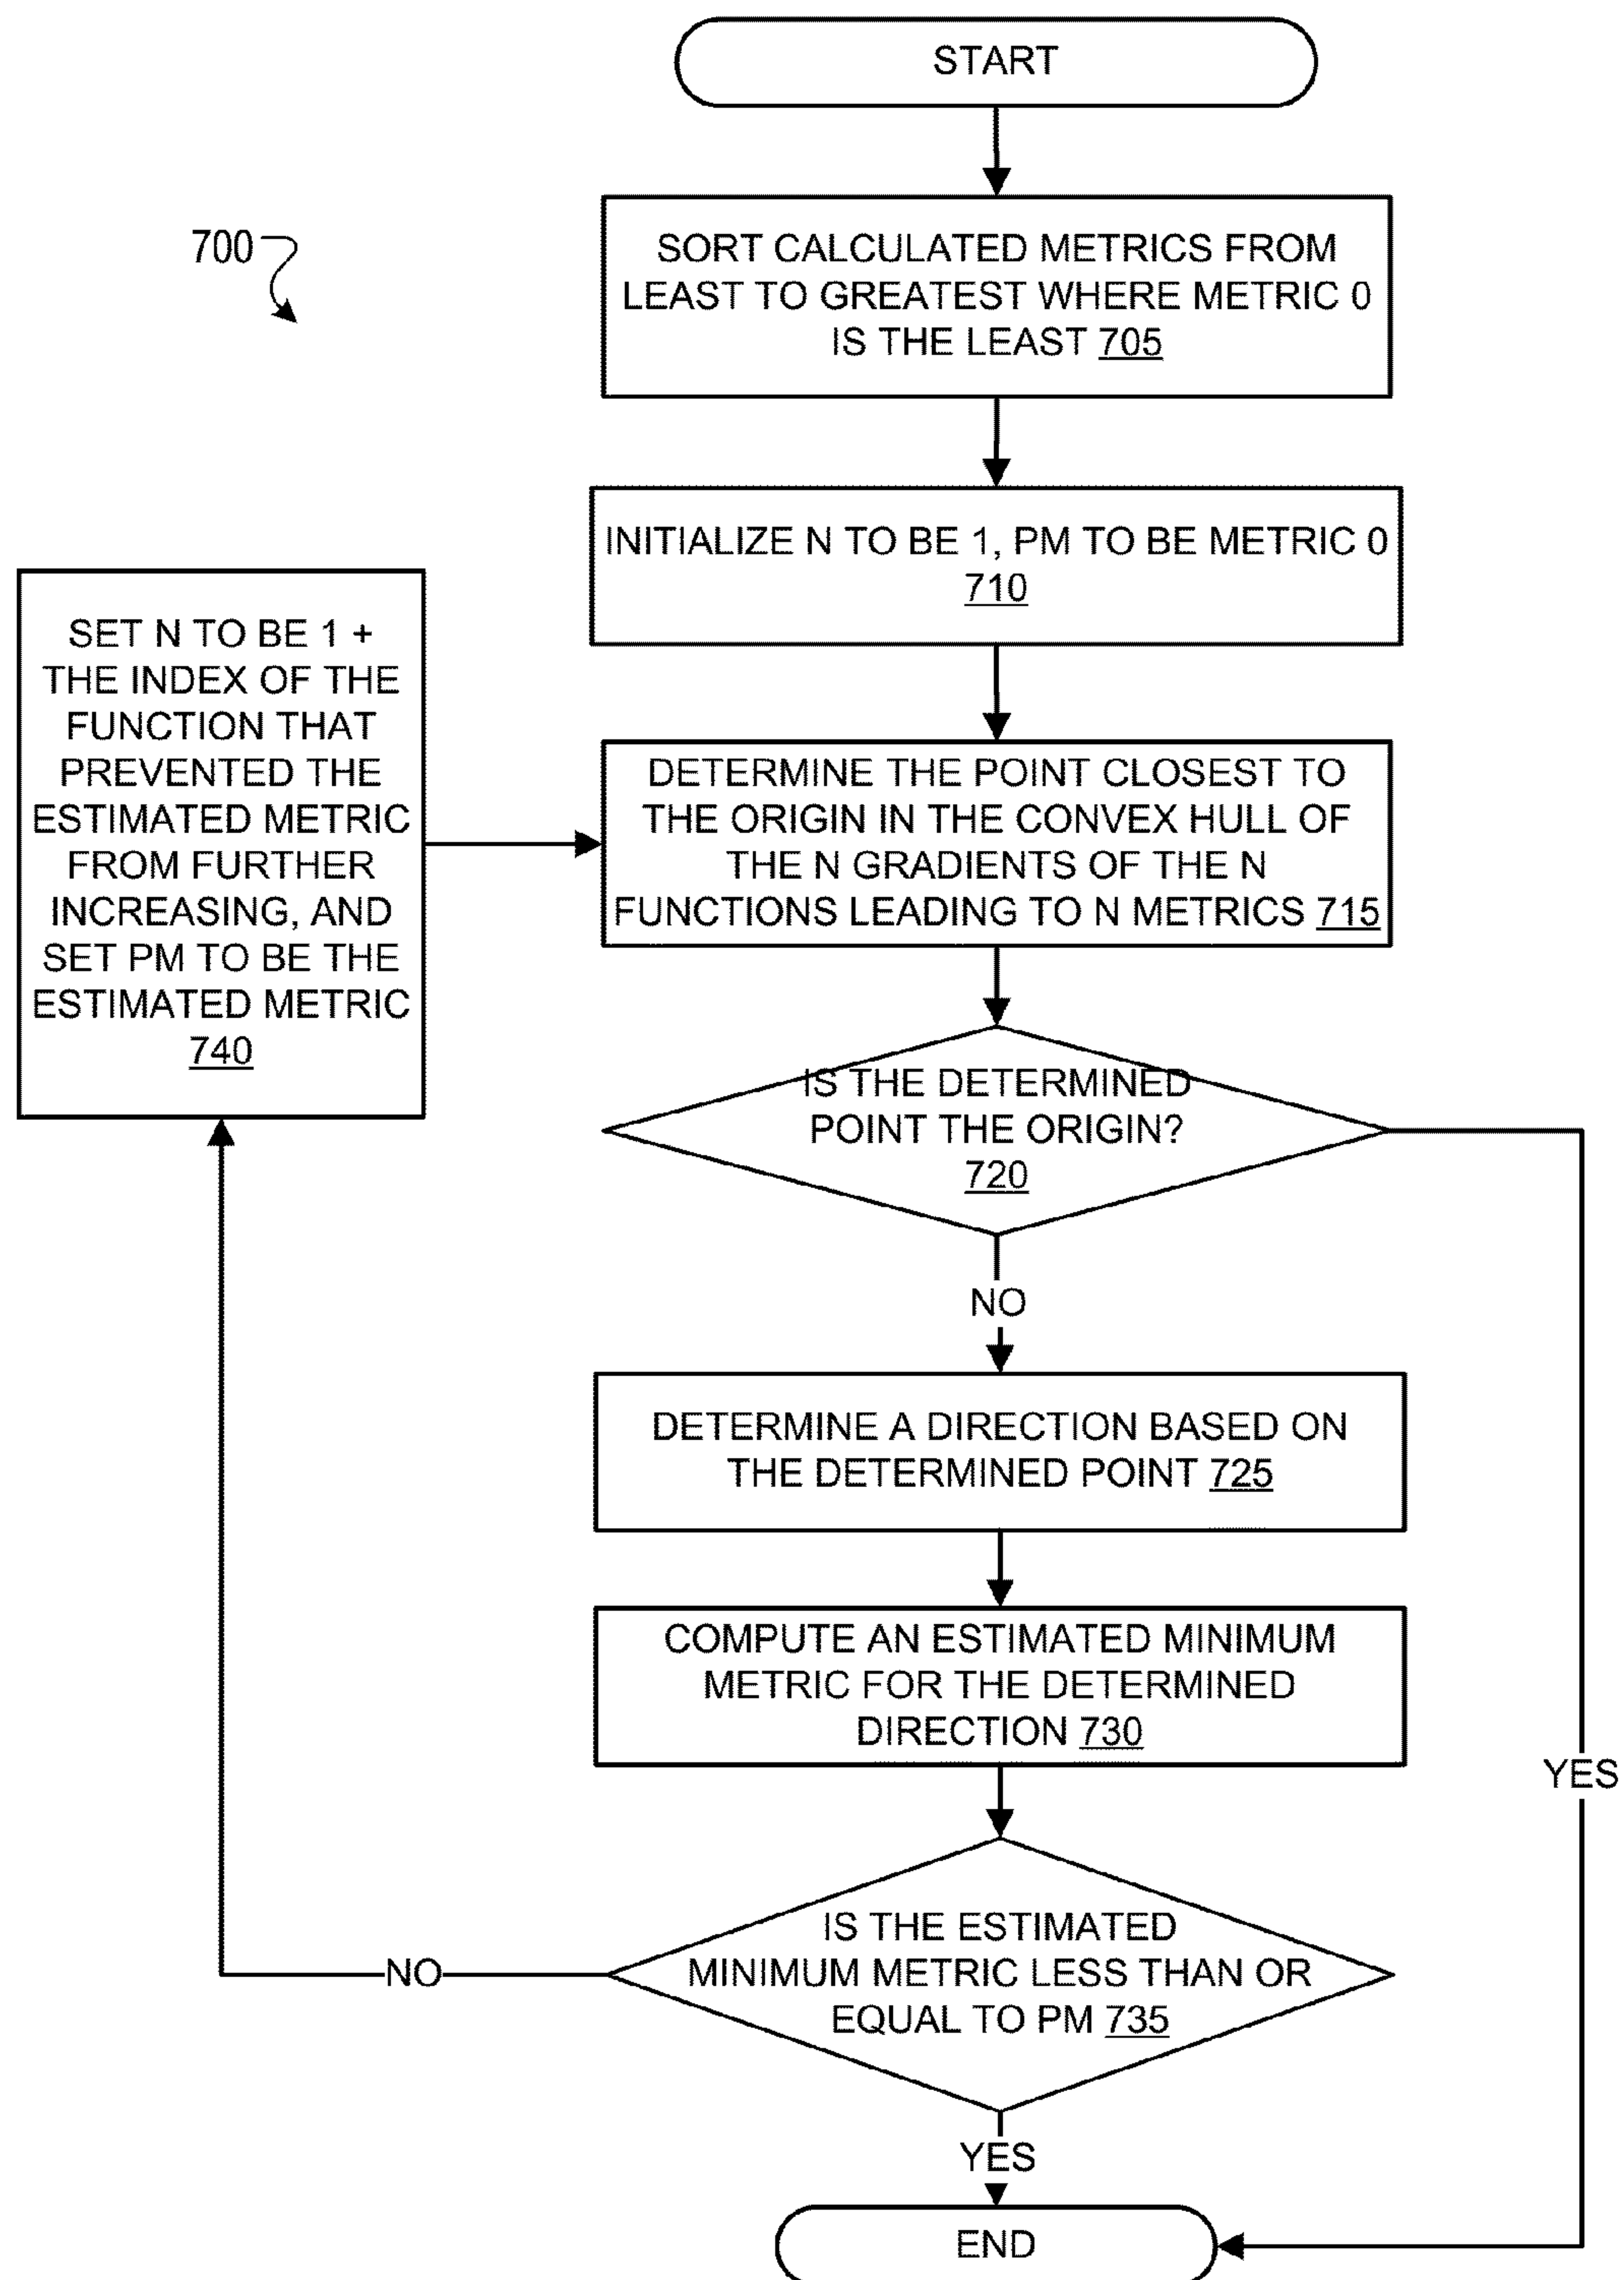 START
700
SORT CALCULATED METRICS FROM
LEAST TO GREATEST WHERE METRIC 0
IS THE LEAST 705
INITIALIZE N TO BE 1, PM TO BE METRIC 0
710
SET N TO BE 1 +
THE INDEX OF THE
FUNCTION THAT
PREVENTED THE
ESTIMATED METRIC
FROM FURTHER
INCREASING, AND
SET PM TO BE THE
ESTIMATED METRIC
740
DETERMINE THE POINT CLOSEST TO
THE ORIGIN IN THE CONVEX HULL OF
THE N GRADIENTS OF THE N
FUNCTIONS LEADING TO N METRICS 715
IS THE DETERMINED
POINT THE ORIGIN?
720
NO
DETERMINE A DIRECTION BASED ON
THE DETERMINED POINT 725
COMPUTE AN ESTIMATED MINIMUM
METRIC FOR THE DETERMINED
DIRECTION 730
YES
IS THE ESTIMATED
MINIMUM METRIC LESS THAN OR
EQUAL TO PM 735
NO
YES
END